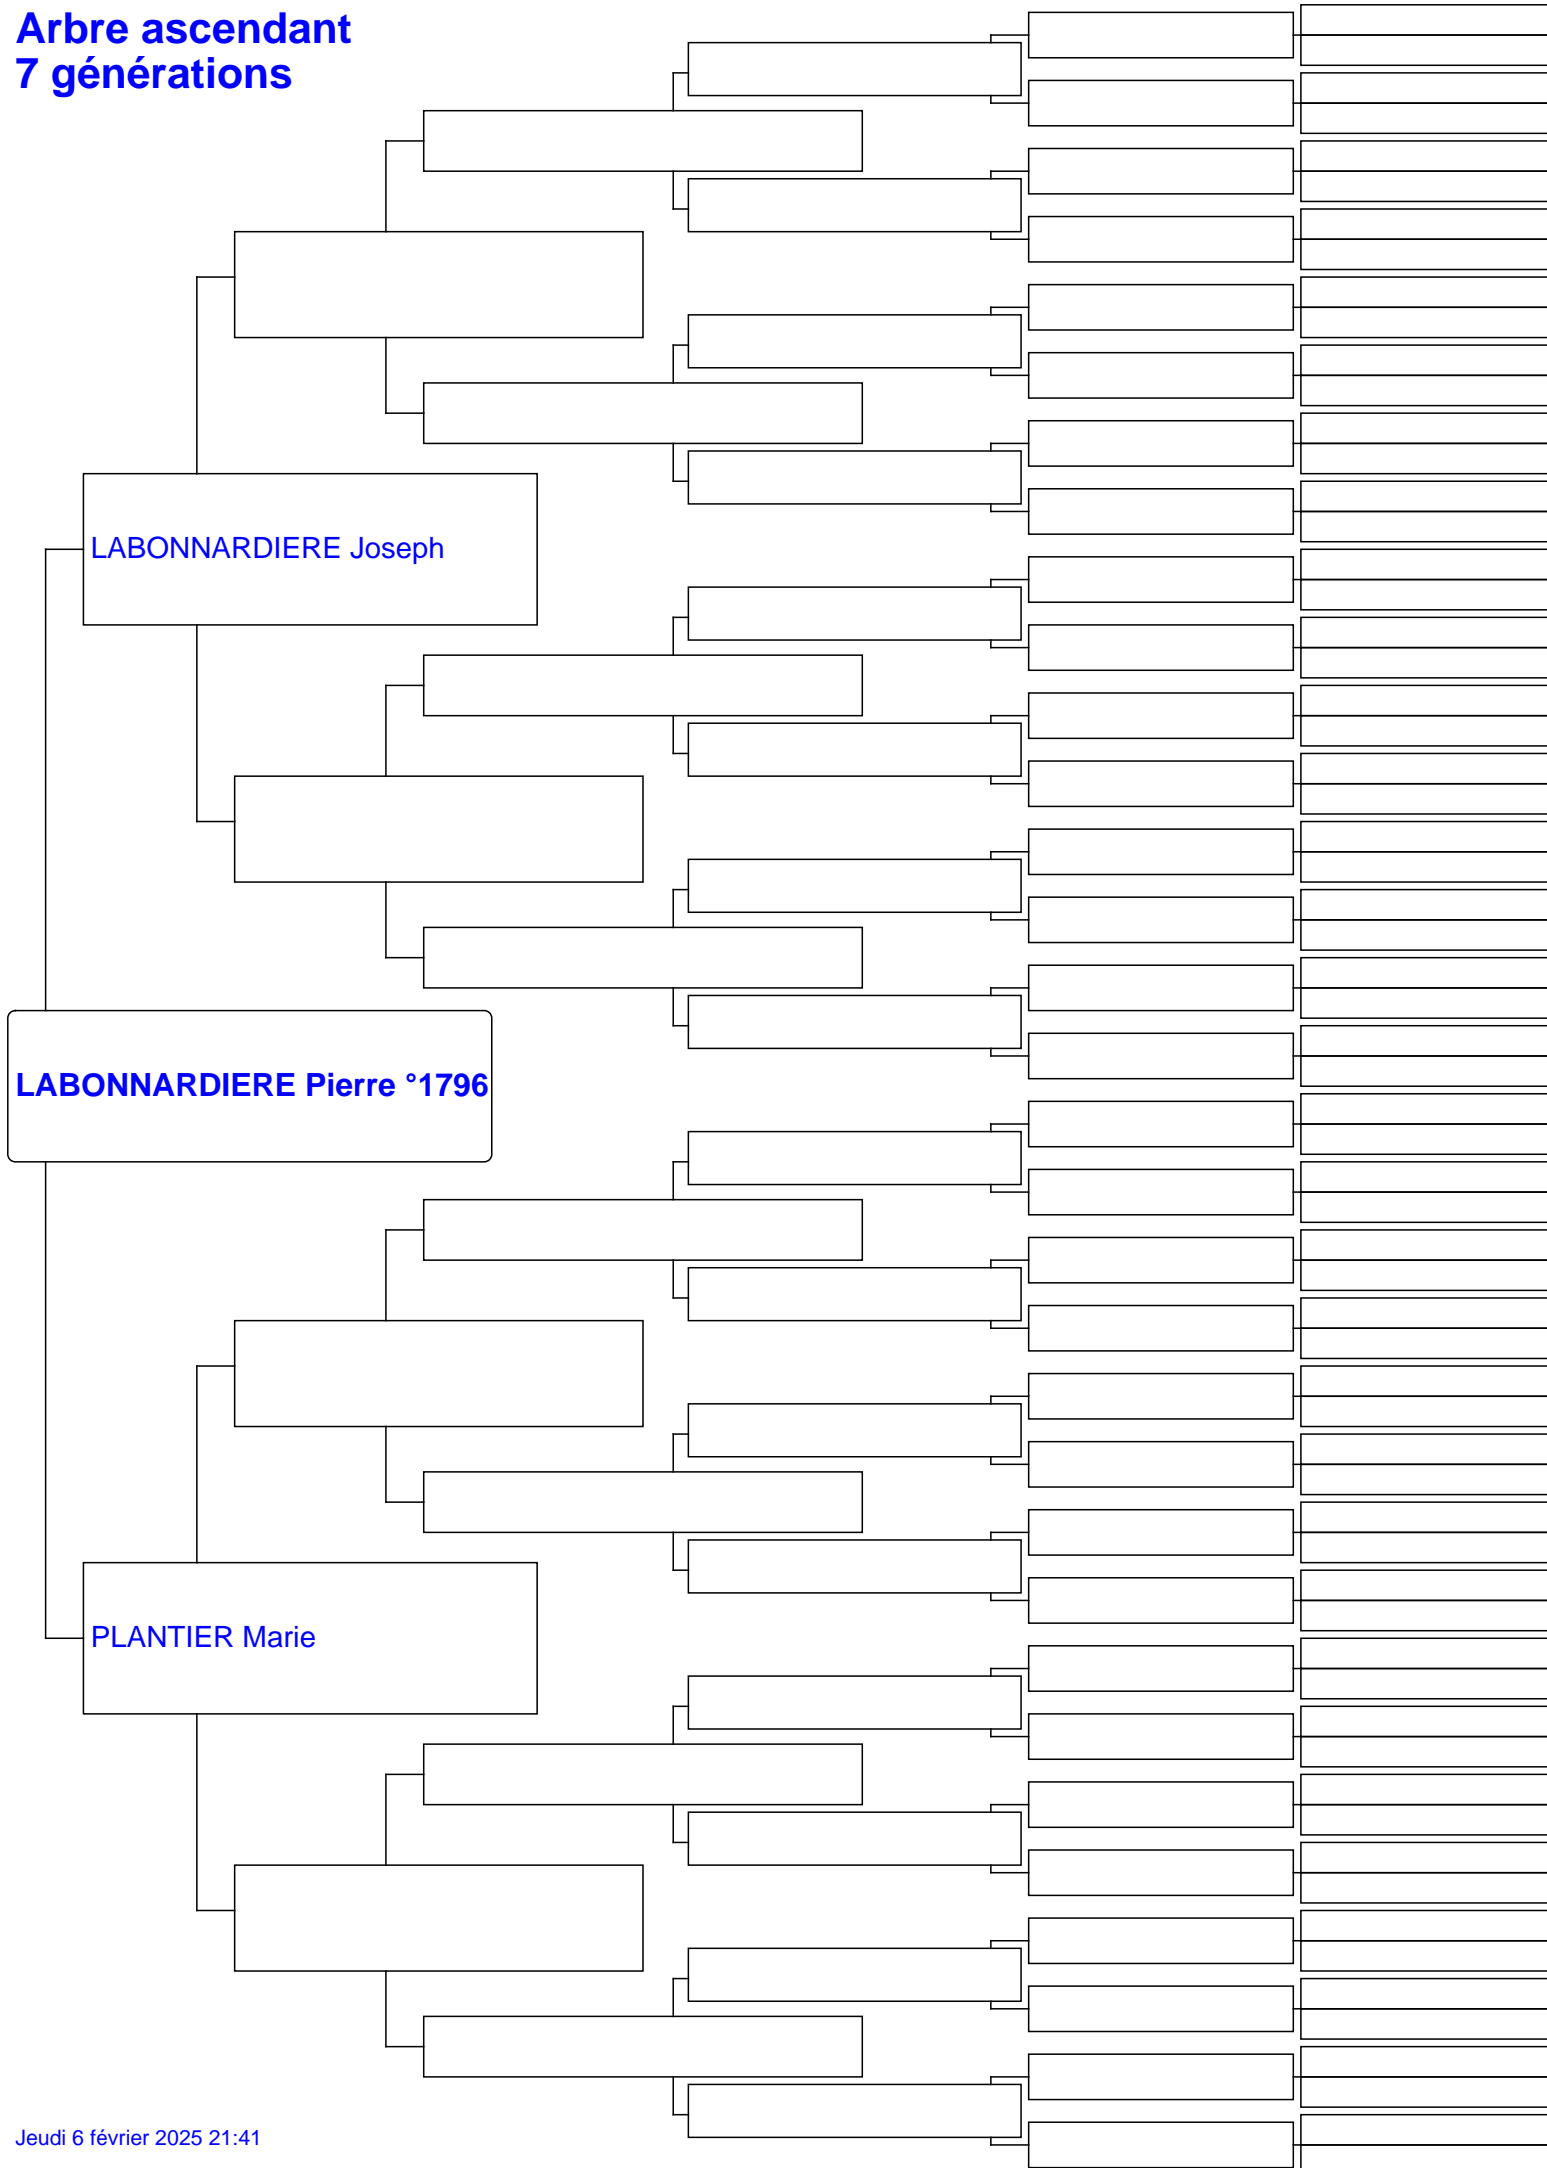 Arbre ascendant
7 générations
LABONNARDIERE Joseph
LABONNARDIERE Pierre °1796
PLANTIER Marie
Jeudi 6 février 2025 21:41